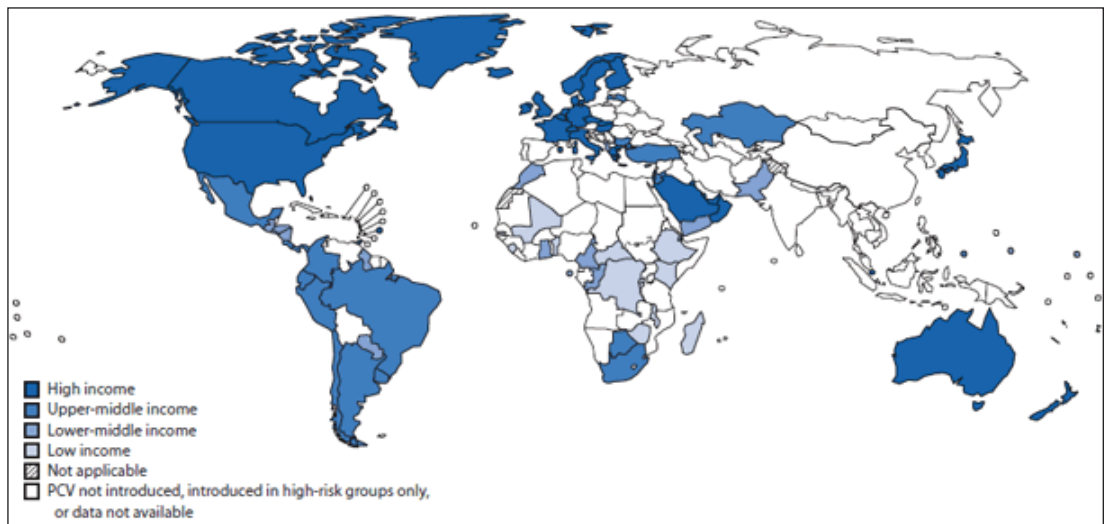 High income
Upper-middle income
Lower-middle income
Low income
Not applicable
PCV not introduced, introduced in high-risk groups only,
or data not available